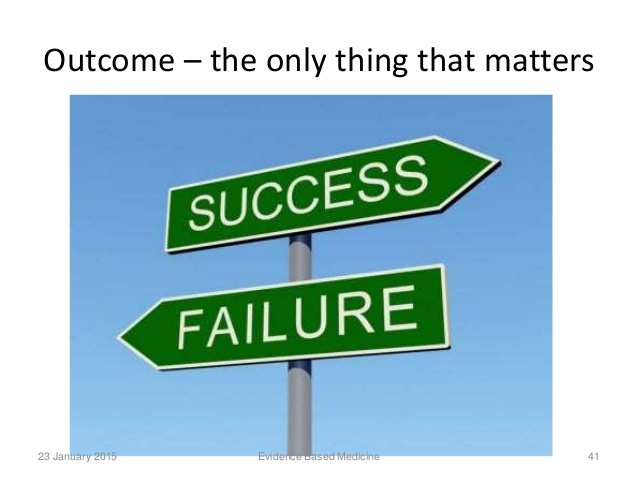 Outcome – the only thing that matters
SUCCESS
FAILURE
23 January 2015
Evidence Based Medicine
41